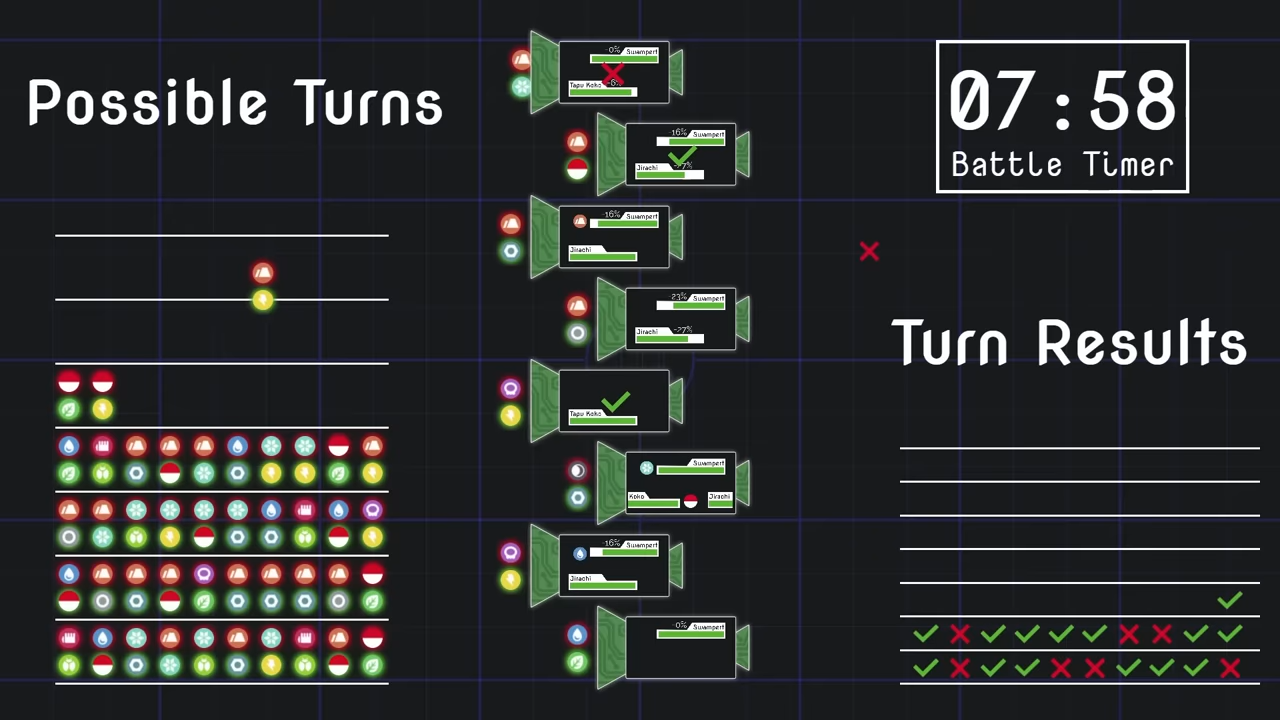 Possible Turns
-0% Swampert
Tapu Koko
-16% Swampert
Jirachi
-16% Swampert
Jirachi
-23% Swampert
Jirachi -27%
Tapu Koko
Swampert
Koko Jirachi
-16% Swampert
Jirachi
-0% Swampert
07:58
Battle Timer
Turn Results